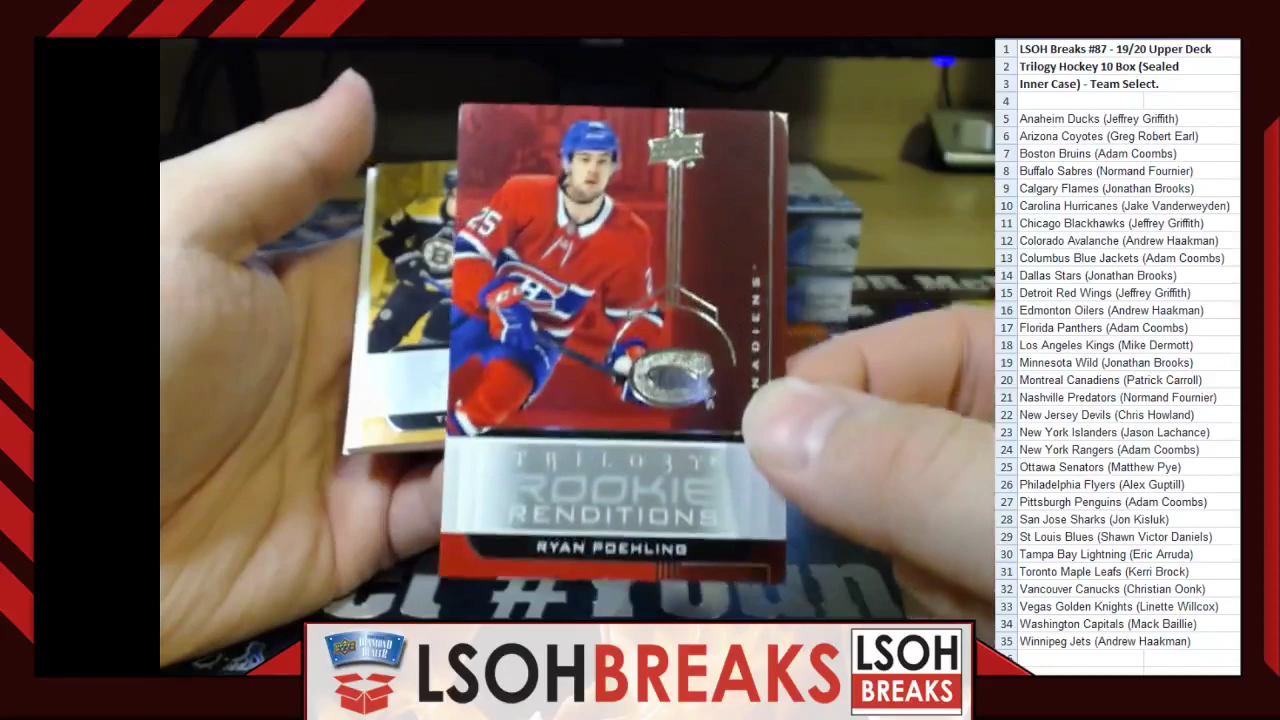 1 LSOH Breaks #87 - 19/20 Upper Deck
2 Trilogy Hockey 10 Box (Sealed
3 Inner Case) - Team Select.
4
5 Anaheim Ducks (Jeffrey Griffith)
6 Arizona Coyotes (Greg Robert Earl)
7 Boston Bruins (Adam Coombs)
8 Buffalo Sabres (Normand Fournier)
9 Calgary Flames (Jonathan Brooks)
10 Carolina Hurricanes (Jake Vanderweyden)
11 Chicago Blackhawks (Jeffrey Griffith)
12 Colorado Avalanche (Andrew Haakman)
13 Columbus Blue Jackets (Adam Coombs)
14 Dallas Stars (Jonathan Brooks)
15 Detroit Red Wings (Jeffrey Griffith)
16 Edmonton Oilers (Andrew Haakman)
17 Florida Panthers (Adam Coombs)
18 Los Angeles Kings (Mike Dermott)
19 Minnesota Wild (Jonathan Brooks)
20 Montreal Canadiens (Patrick Carroll)
21 Nashville Predators (Normand Fournier)
22 New Jersey Devils (Chris Howland)
23 New York Islanders (Jason Lachance)
24 New York Rangers (Adam Coombs)
25 Ottawa Senators (Matthew Pye)
26 Philadelphia Flyers (Alex Guptill)
27 Pittsburgh Penguins (Adam Coombs)
28 San Jose Sharks (Jon Kisluk)
29 St Louis Blues (Shawn Victor Daniels)
30 Tampa Bay Lightning (Eric Arruda)
31 Toronto Maple Leafs (Kerri Brock)
32 Vancouver Canucks (Christian Oonk)
33 Vegas Golden Knights (Linette Willcox)
34 Washington Capitals (Mack Baillie)
35 Winnipeg Jets (Andrew Haakman)
25
B
NADIENS
TRILOGY
ROOKIE
RENDITIONS
RYAN POEHLING
#Youn
DIAMOND
DEALER
LSOHBREAKS
LSOH
BREAKS